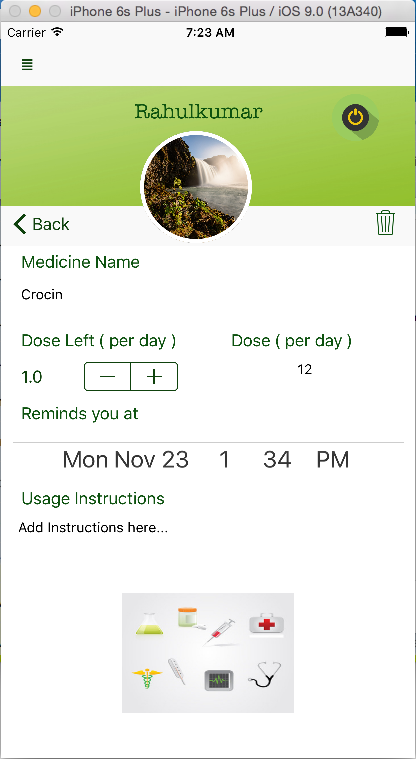 iPhone 6s Plus - iPhone 6s Plus / iOS 9.0 (13A340)
Carrier 7:23 AM
Rahulkumar
Back
Medicine Name
Crocin
Dose Left ( per day ) Dose ( per day )
1.0 12
Reminds you at
Mon Nov 23 1 34 PM
Usage Instructions
Add Instructions here...